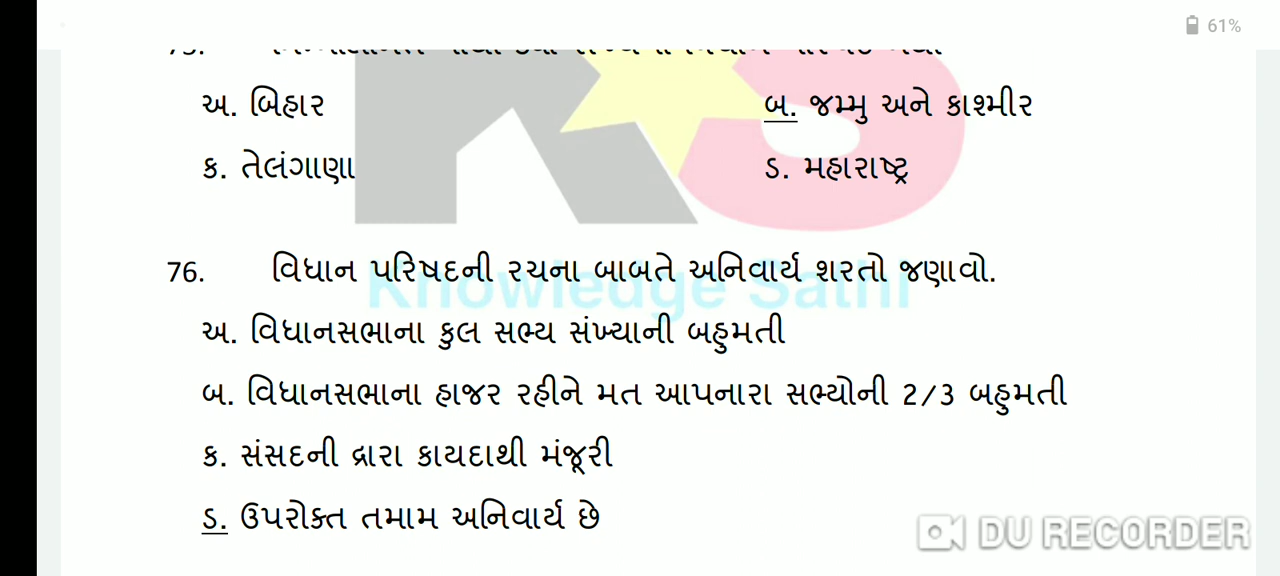 61%
અ. બિહાર
બ. જમ્મુ અને કાશ્મીર
ક. તેલંગાણા
ડ. મહારાષ્ટ્ર
76. વિધાન પરિષદની રચના બાબતે અનિવાર્ય શરતો જણાવો.
Knowledge Sathi
અ. વિધાનસભાના કુલ સભ્ય સંખ્યાની બહુમતી
બ. વિધાનસભાના હાજર રહીને મત આપનારા સભ્યોની 2/3 બહુમતી
ક. સંસદની દ્રારા કાયદાથી મંજૂરી
ડ. ઉપરોક્ત તમામ અનિવાર્ય છે
DU RECORDER